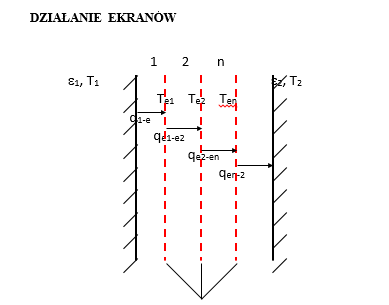 DZIAŁANIE EKRANÓW
1 2 n
ε₁, T₁ ε₂, T₂
Te1 Te2 Ten
q1-e
qe1-e2
qe2-en
qen-2